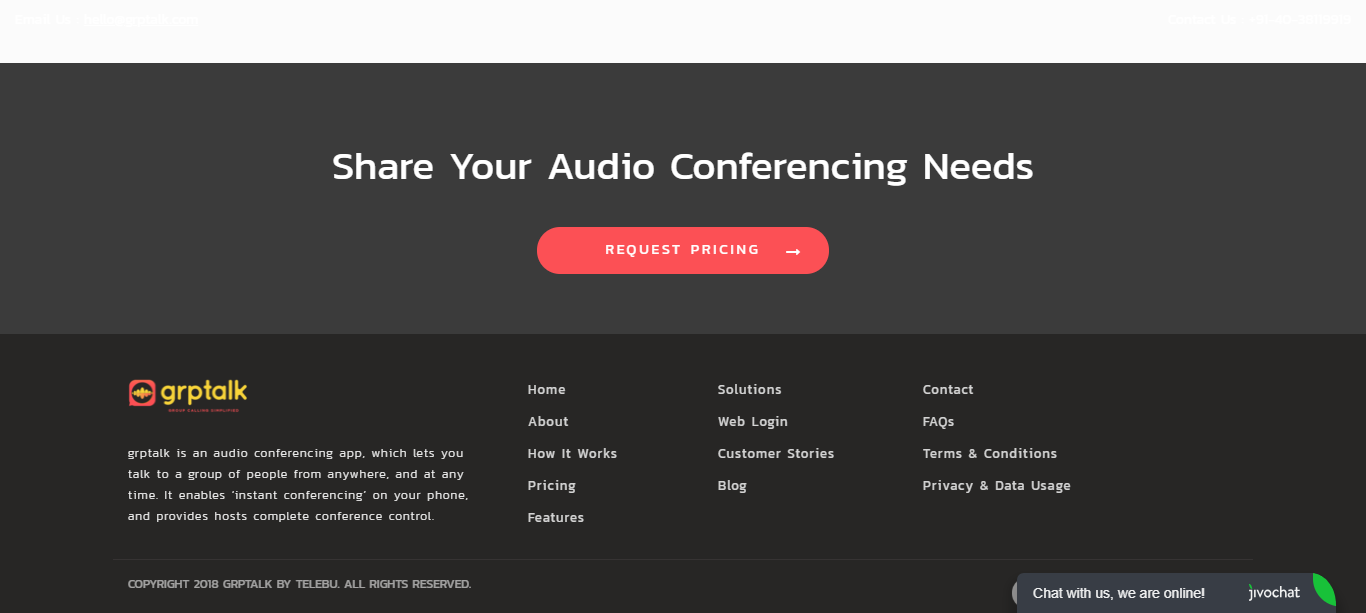 Email Us : hello@grptalk.com
Contact Us :
Share Your Audio Conferencing Needs
REQUEST PRICING →
grptalk
GROUP CALLING SIMPLIFIED
grptalk is an audio conferencing app, which lets you
talk to a group of people from anywhere, and at any
time. It enables 'instant conferencing' on your phone,
and provides hosts complete conference control.
Home
About
How It Works
Pricing
Features
Solutions
Web Login
Customer Stories
Blog
Contact
FAQs
Terms & Conditions
Privacy & Data Usage
COPYRIGHT 2018 GRPTALK BY TELEBU. ALL RIGHTS RESERVED.
Chat with us, we are online!
jivochat